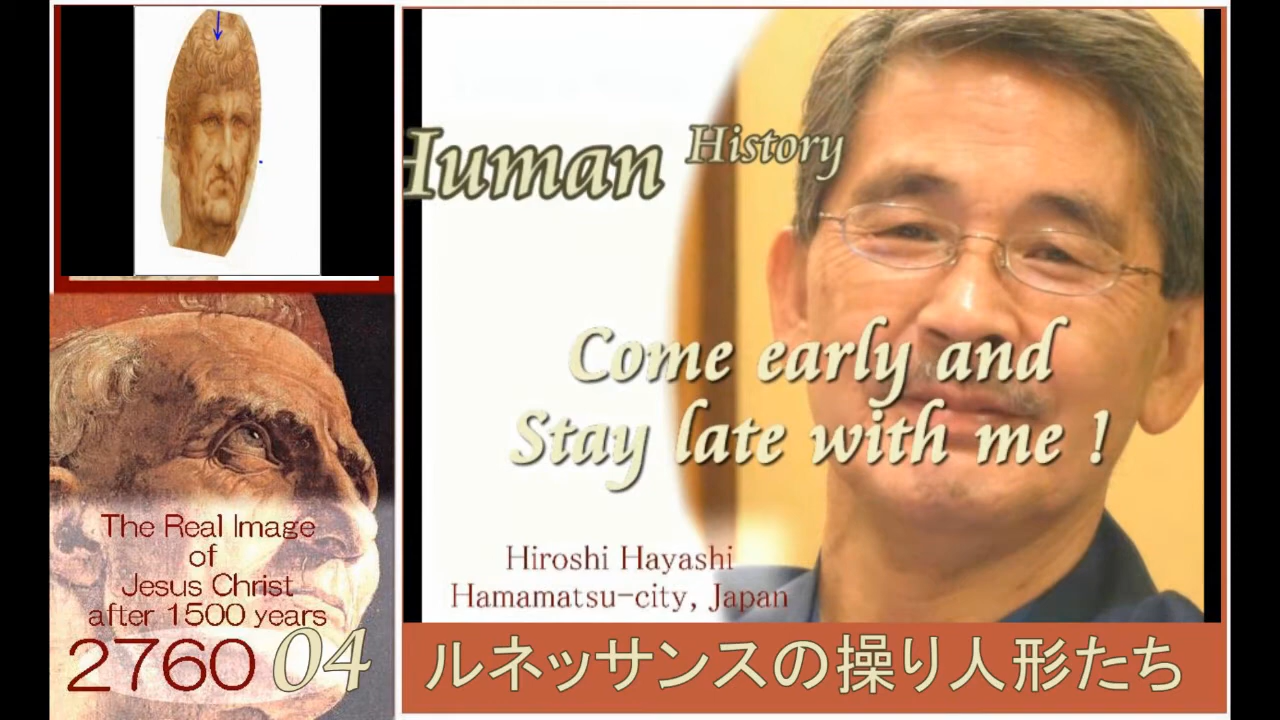 Human History
Come early and
Stay late with me !
Hiroshi Hayashi
Hamamatsu-city, Japan
The Real Image
of
Jesus Christ
after 1500 years
2760 04
ルネッサンスの操り人形たち